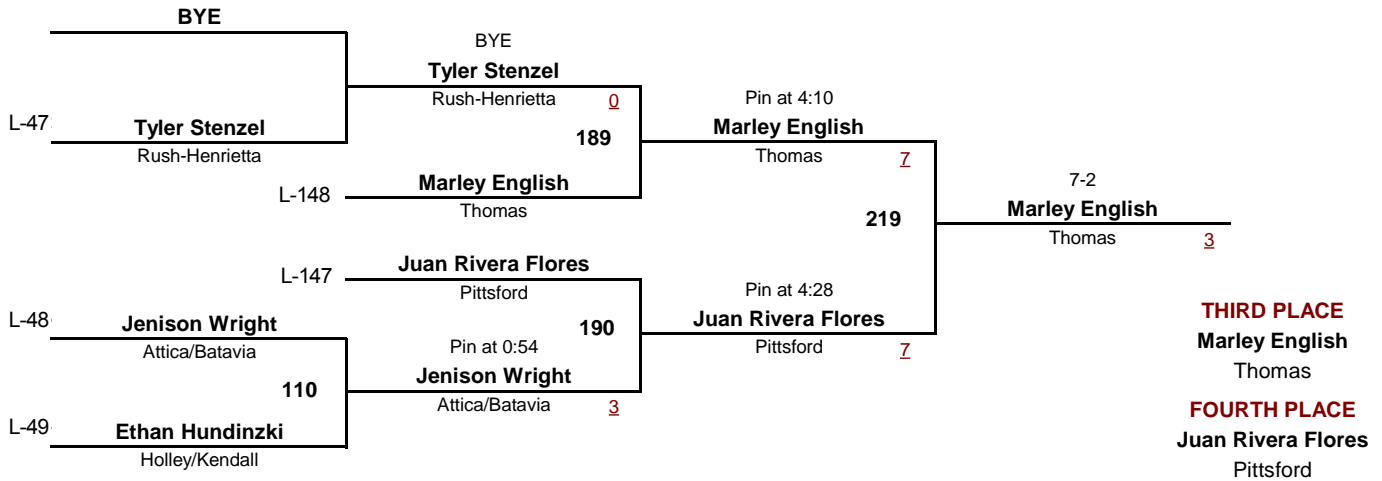 BYE
BYE
Tyler Stenzel
Rush-Henrietta 0
L-47 Tyler Stenzel
Rush-Henrietta
189
Pin at 4:10
Marley English
Thomas 7
L-148 Marley English
Thomas
219
7-2
Marley English
Thomas 3
L-147 Juan Rivera Flores
Pittsford
L-48 Jenison Wright
Attica/Batavia
190
Pin at 4:28
Juan Rivera Flores
Pittsford 7
110
Pin at 0:54
Jenison Wright
Attica/Batavia 3
L-49 Ethan Hundinzki
Holley/Kendall
THIRD PLACE
Marley English
Thomas
FOURTH PLACE
Juan Rivera Flores
Pittsford